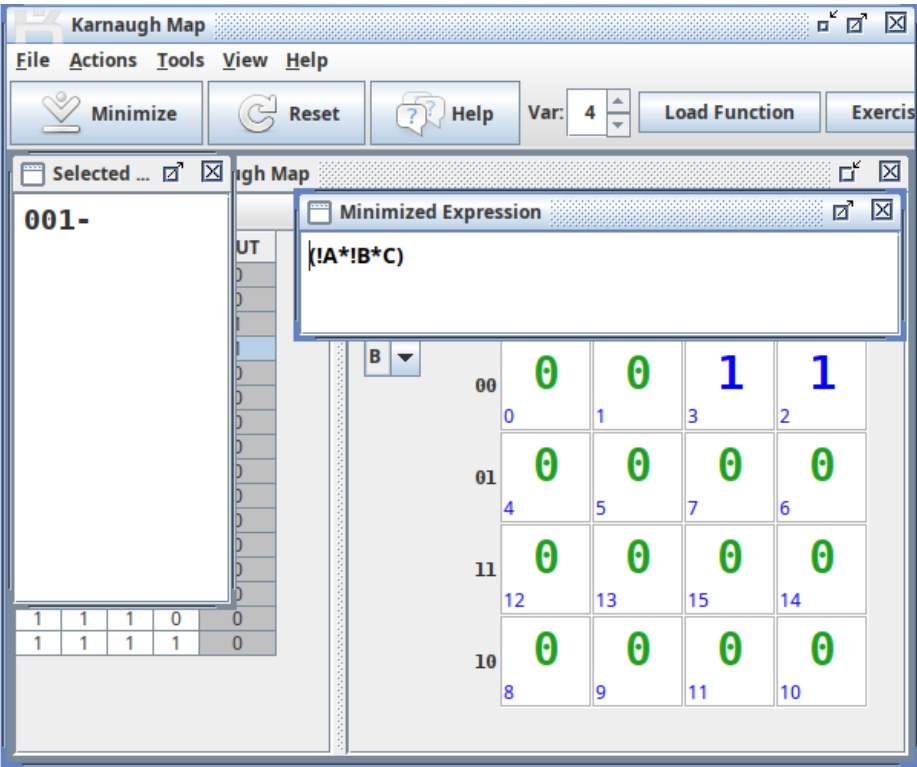 Karnaugh Map
File Actions Tools View Help
Minimize Reset Help Var: 4 Load Function Exercis
Selected ... ugh Map
001-
Minimized Expression
(!A*!B*C)
UT
0
0
1
1
0
0
0
0
0
0
0
0
0
0
1 1 1 0 0
1 1 1 1 0
B
00 0 0 1 1
0 1 3 2
01 0 0 0 0
4 5 7 6
11 0 0 0 0
12 13 15 14
10 0 0 0 0
8 9 11 10